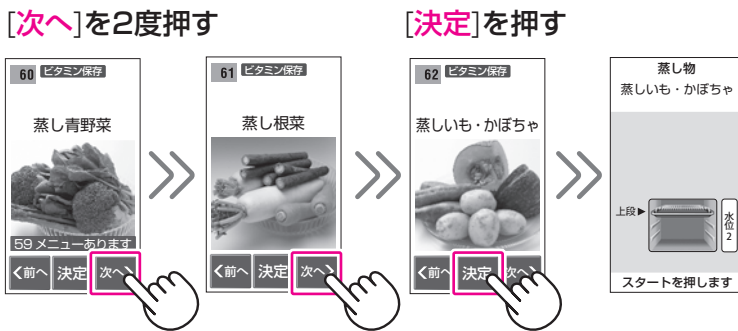 [次へ]を2度押す
[決定]を押す
60 ビタミン保存
蒸し青野菜
59 メニューあります
く前へ 決定 次へ>
61 ビタミン保存
蒸し根菜
く前へ 決定 次へ>
62 ビタミン保存
蒸しいも・かぼちゃ
く前へ 決定 次へ>
蒸し物
蒸しいも・かぼちゃ
上段▶
水位2
スタートを押します